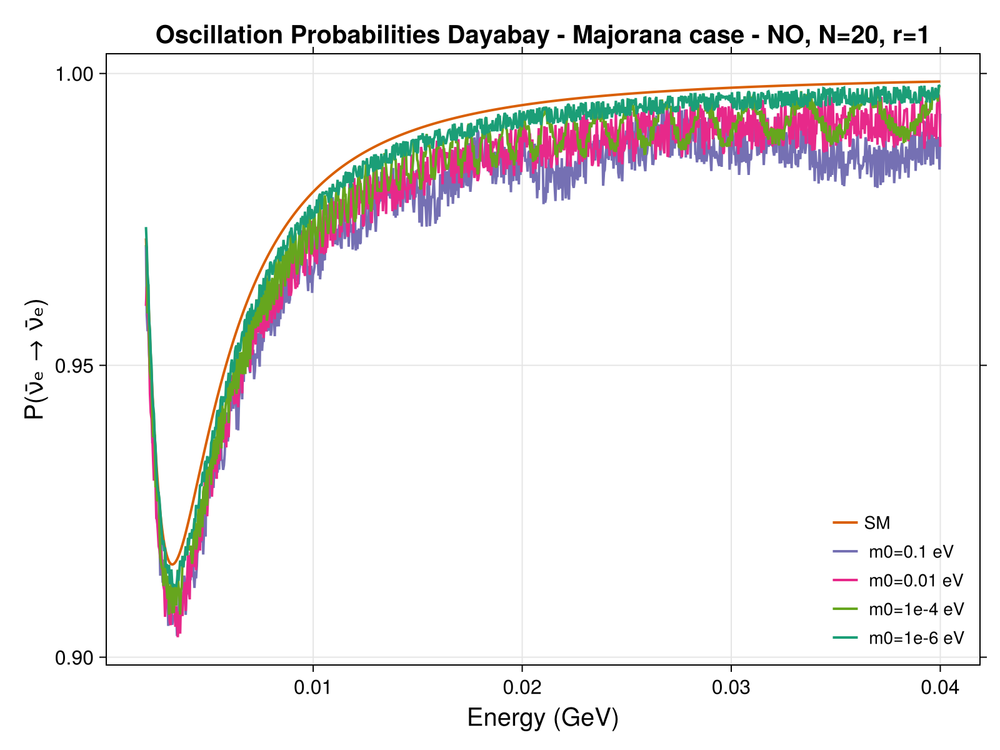 Oscillation Probabilities Dayabay - Majorana case - NO, N=20, r=1
1.00
0.95
0.90
P(ν̄ₑ → ν̄ₑ)
0.01
0.02
0.03
0.04
Energy (GeV)
SM
m0=0.1 eV
m0=0.01 eV
m0=1e-4 eV
m0=1e-6 eV